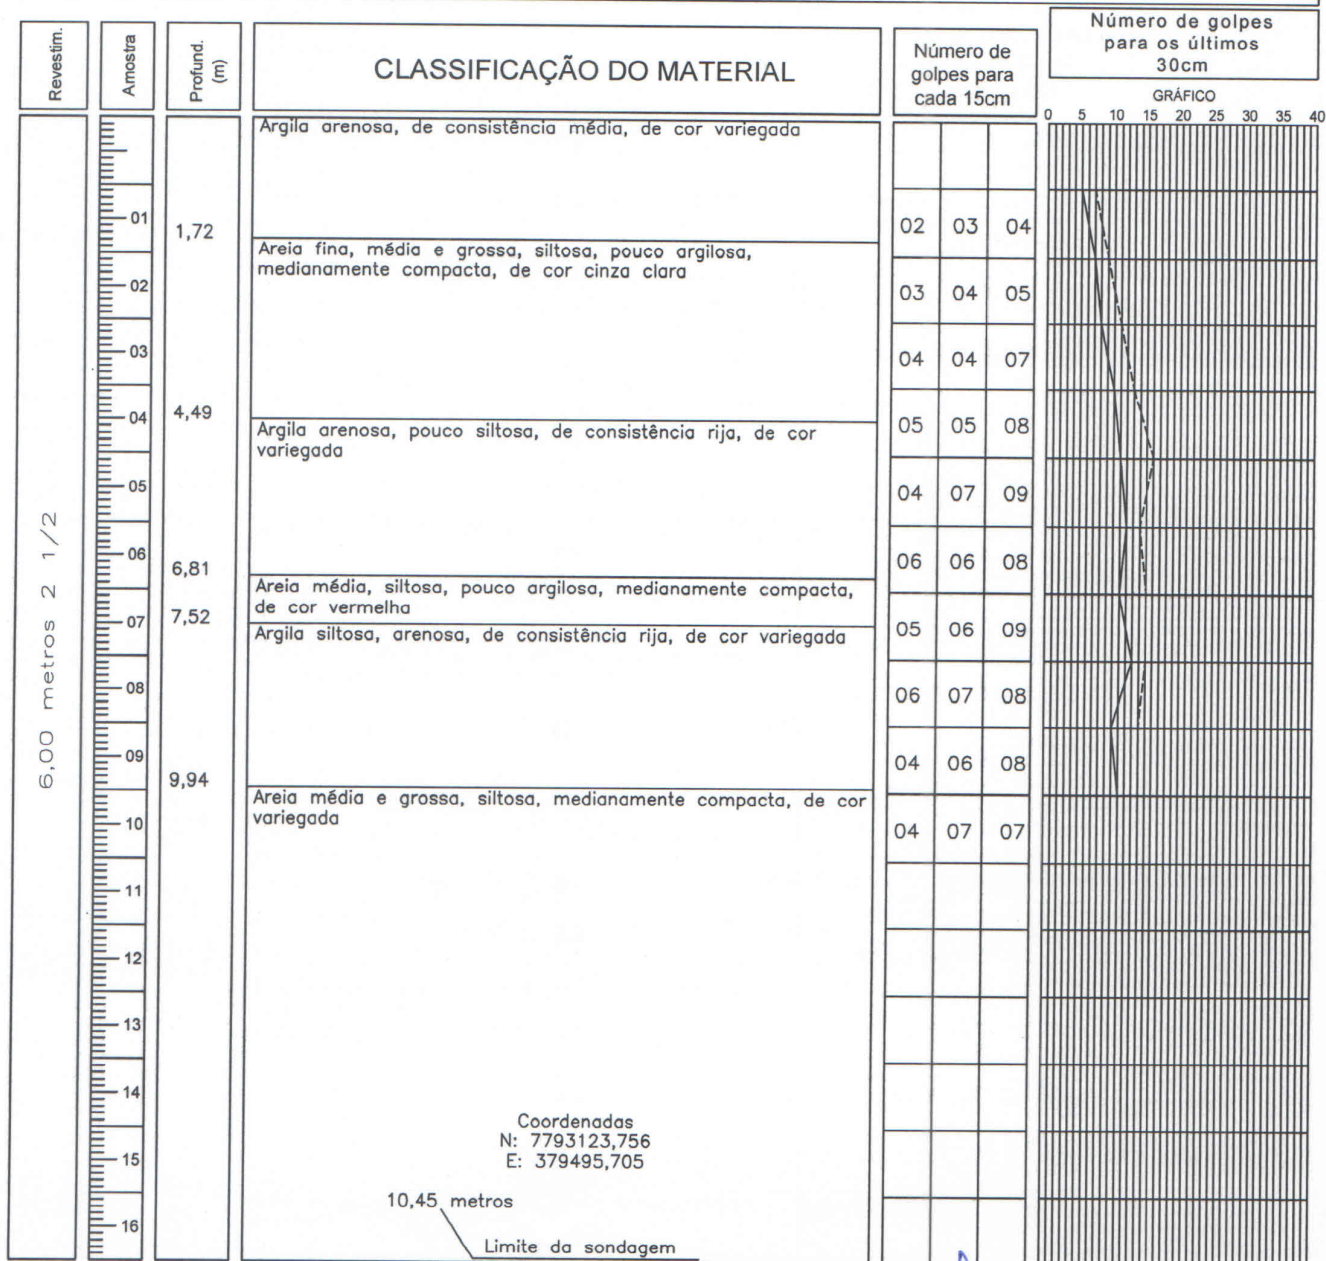 Revestim.
Amostra
Profund.
(m)
CLASSIFICAÇÃO DO MATERIAL
Número de
golpes para
cada 15cm
Número de golpes
para os últimos
30cm
GRÁFICO
0 5 10 15 20 25 30 35 40
6,00 metros 2 1/2
Argila arenosa, de consistência média, de cor variegada
01
1,72
02 03 04
Areia fina, média e grossa, siltosa, pouco argilosa,
medianamente compacta, de cor cinza clara
02
03 04 05
03
04 04 07
04
4,49
05 05 08
Argila arenosa, pouco siltosa, de consistência rija, de cor
variegada
05
04 07 09
06
6,81
06 06 08
Areia média, siltosa, pouco argilosa, medianamente compacta,
de cor vermelha
07
7,52
05 06 09
Argila siltosa, arenosa, de consistência rija, de cor variegada
08
06 07 08
09
9,94
04 06 08
Areia média e grossa, siltosa, medianamente compacta, de cor
variegada
10
04 07 07
11
12
13
14
Coordenadas
N: 7793123,756
15
E: 379495,705
10,45 metros
16
Limite da sondagem